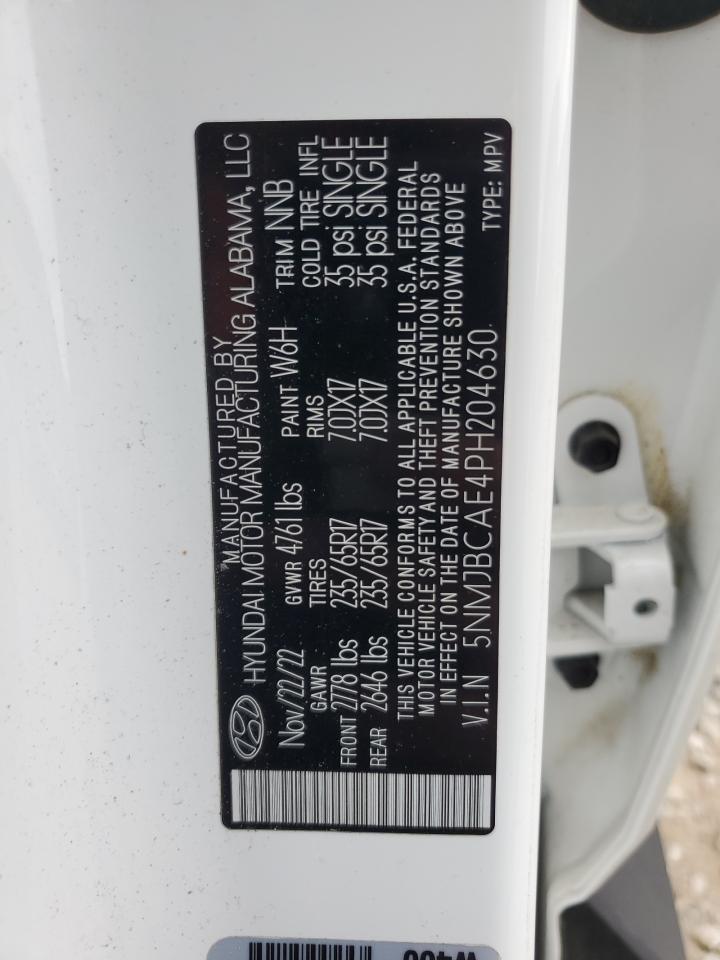 MANUFACTURED BY
HYUNDAI MOTOR MANUFACTURING ALABAMA, LLC
Nov/22/22 GVWR 4761 lbs PAINT W6H TRIM NNB
GAWR TIRES RIMS COLD TIRE INFL
FRONT 2778 lbs 235/65R17 7.0JX17 35 psi SINGLE
REAR 2646 lbs 235/65R17 7.0JX17 35 psi SINGLE
THIS VEHICLE CONFORMS TO ALL APPLICABLE U.S.A. FEDERAL
MOTOR VEHICLE SAFETY AND THEFT PREVENTION STANDARDS
IN EFFECT ON THE DATE OF MANUFACTURE SHOWN ABOVE
V.I.N 5NMJBCAE4PH204630 TYPE: MPV